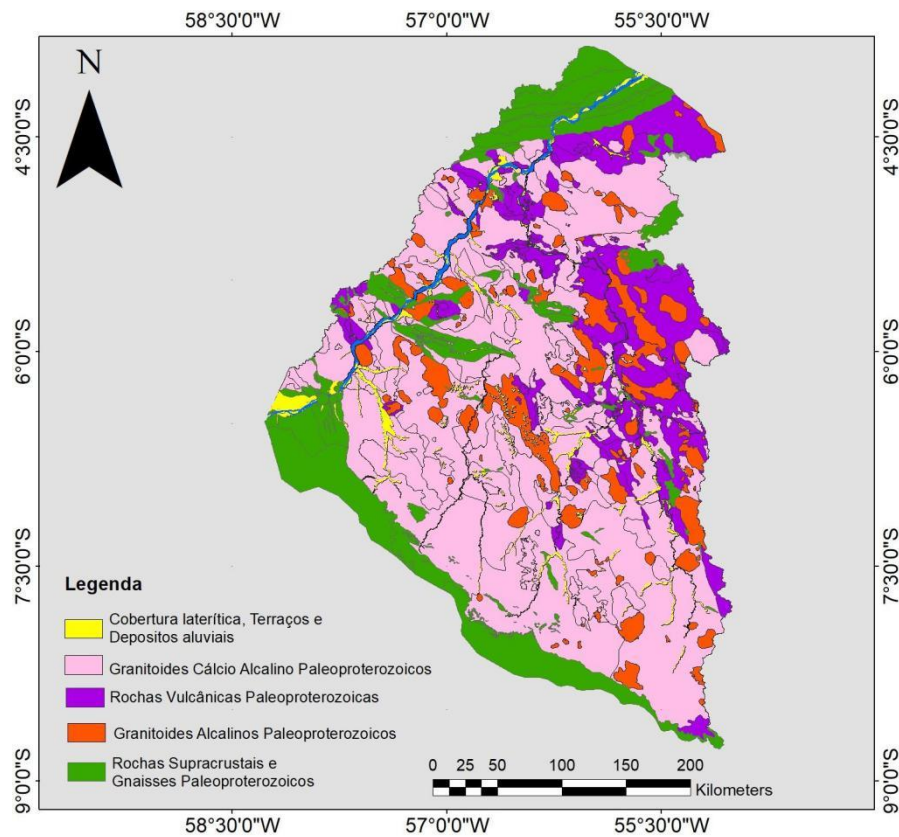 58°30'0"W 57°0'0"W 55°30'0"W
N
4°30'0"S 4°30'0"S
6°0'0"S 6°0'0"S
7°30'0"S 7°30'0"S
Legenda
Cobertura laterítica, Terraços e
Depositos aluviais
Granitoides Cálcio Alcalino Paleoproterozoicos
Rochas Vulcânicas Paleoproterozoicas
Granitoides Alcalinos Paleoproterozoicos
Rochas Supracrustais e
Gnaisses Paleoproterozoicos
0 25 50 100 150 200
Kilometers
9°0'0"S 9°0'0"S
58°30'0"W 57°0'0"W 55°30'0"W